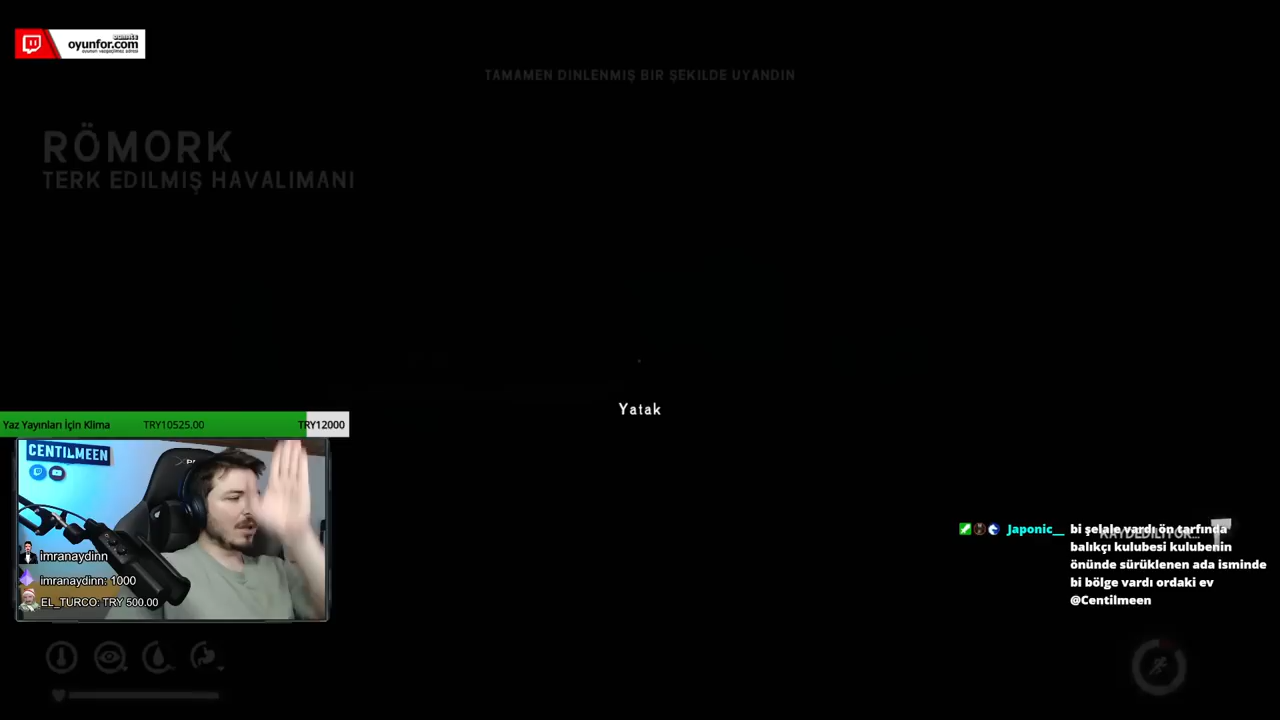 oyunfor.com
TAMAMEN DINLENMIŞ BIR ŞEKILDE UYANDIN
RÖMORK
TERK EDILMIŞ HAVALIMANI
Yatak
Yaz Yayınları İçin Klima TRY10525.00 TRY12000
CENTILMEEN
imranaydinn
imranaydinn: 1000
EL_TURCO: TRY 500.00
Japonic__ bi şelale vardı ön tarfında
balıkçı kulubesi kulubenin
önünde sürüklenen ada isminde
bi bölge vardı ordaki ev
@Centilmeen
KAYDEDILIYOR...